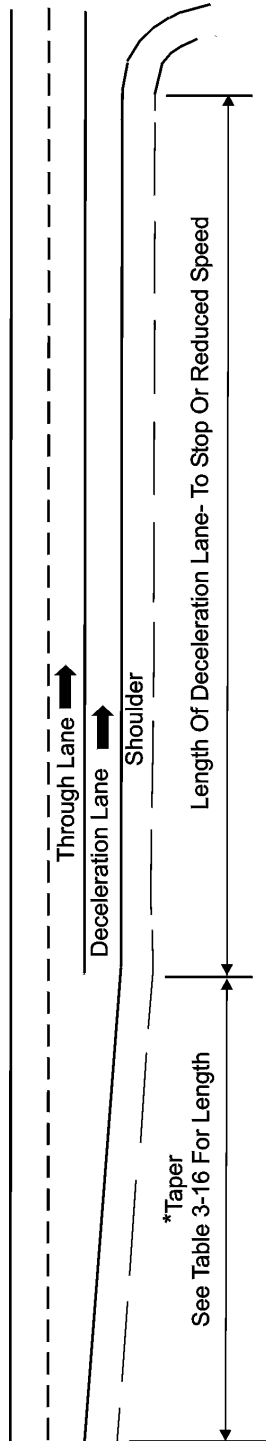 Through Lane
Deceleration Lane
Shoulder
Length Of Deceleration Lane- To Stop Or Reduced Speed
*Taper
See Table 3-16 For Length